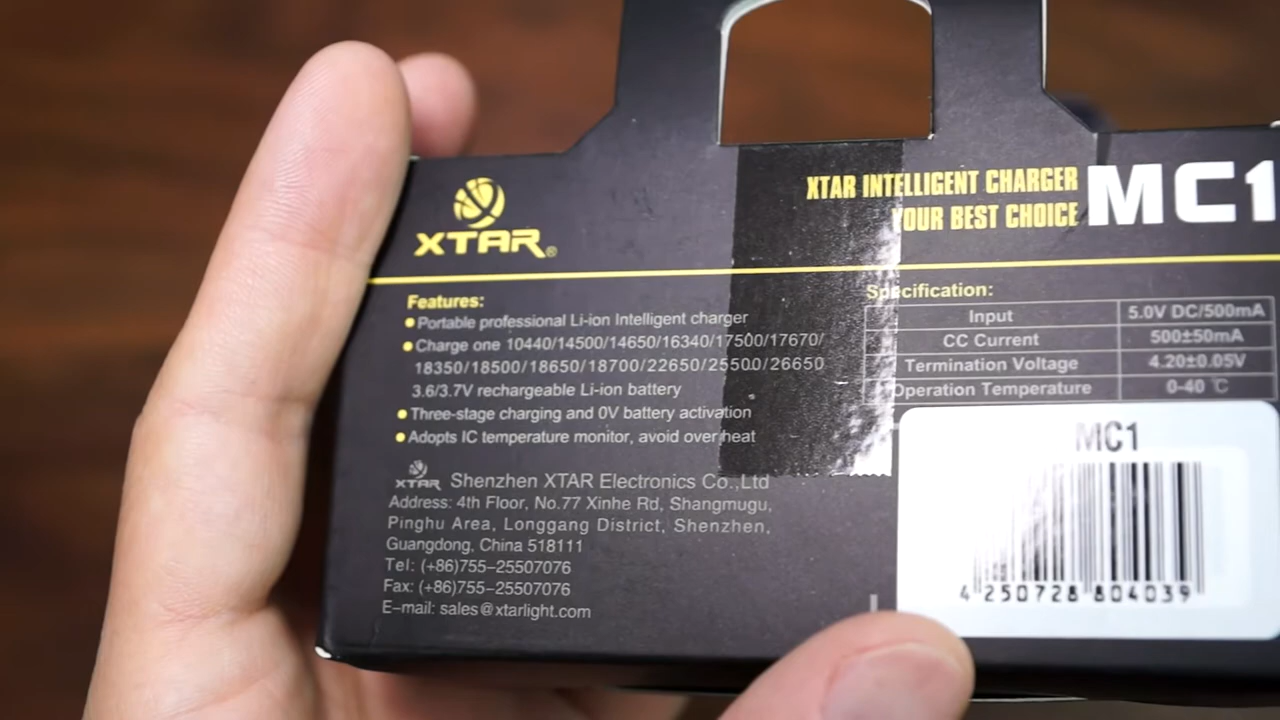 XTAR®
XTAR INTELLIGENT CHARGER
YOUR BEST CHOICE
MC1
Features:
Portable professional Li-ion Intelligent charger
Charge one 10440/14500/14650/16340/17500/17670/
18350/18500/18650/18700/22650/25500/26650
3.6/3.7V rechargeable Li-ion battery
Three-stage charging and 0V battery activation
Adopts IC temperature monitor, avoid over heat
XTAR Shenzhen XTAR Electronics Co.,Ltd
Address: 4th Floor, No.77 Xinhe Rd, Shangmugu,
Pinghu Area, Longgang District, Shenzhen,
Guangdong, China 518111
Tel: (+86)755-25507076
Fax: (+86)755-25507076
E-mail: sales@xtarlight.com
Specification:
Input 5.0V DC/500mA
CC Current 500±50mA
Termination Voltage 4.20±0.05V
Operation Temperature 0-40 ℃
MC1
4 250728 804039